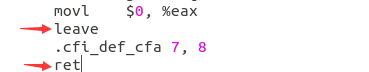 movl $0, %eax
leave
.cfi_def_cfa 7, 8
ret